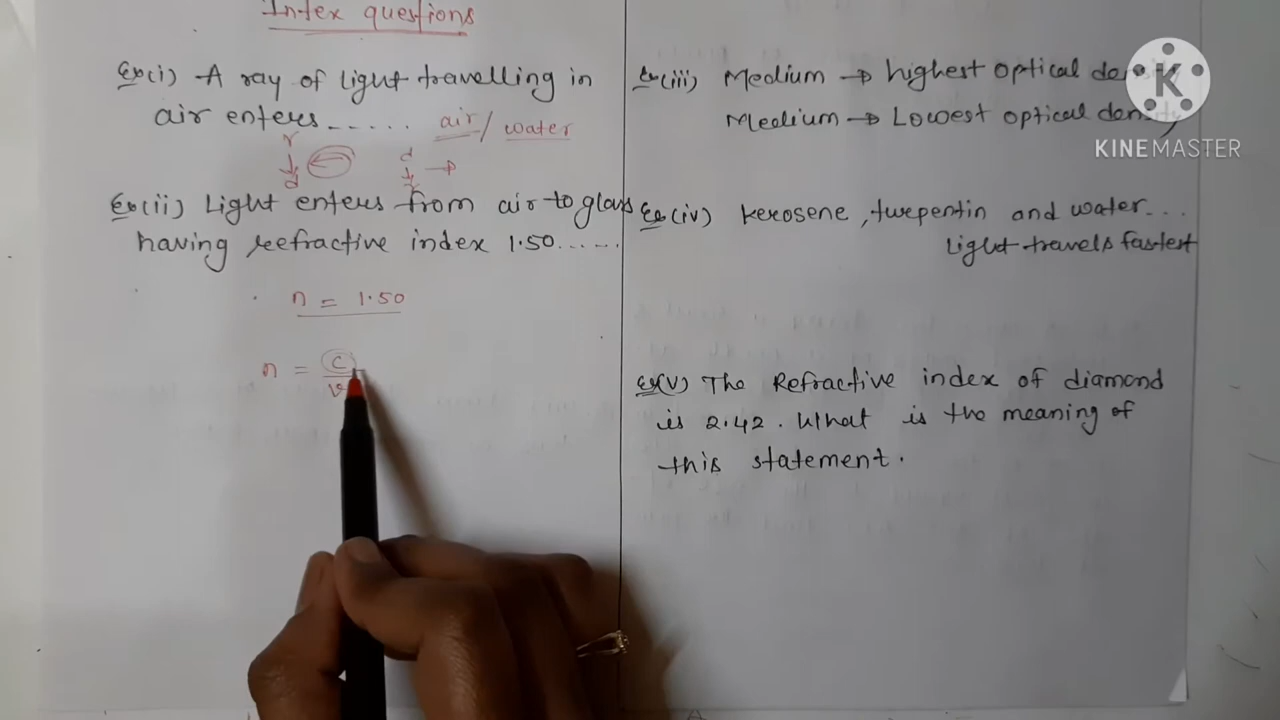 Intex questions
Ex(i) A ray of light travelling in
air enters..... air/water
r
d
d
r
Ex(ii) Light enters from air to glass
having refractive index 1.50......
n = 1.50
n = c
v
Ex(iii) Medium → highest optical density
Medium → Lowest optical density
K
KINEMASTER
Ex(iv) kerosene, turpentin and water...
Light travels fastest
Ex(v) The Refractive index of diamond
is 2.42. What is the meaning of
this statement.